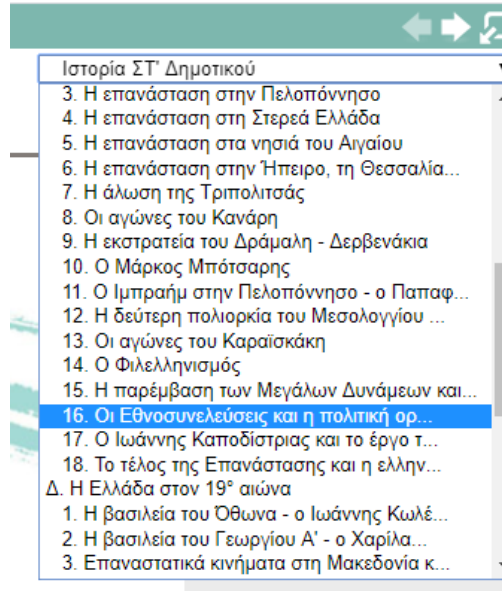 Ιστορία ΣΤ' Δημοτικού
3. Η επανάσταση στην Πελοπόννησο
4. Η επανάσταση στη Στερεά Ελλάδα
5. Η επανάσταση στα νησιά του Αιγαίου
6. Η επανάσταση στην Ήπειρο, τη Θεσσαλία...
7. Η άλωση της Τριπολιτσάς
8. Οι αγώνες του Κανάρη
9. Η εκστρατεία του Δράμαλη - Δερβενάκια
10. Ο Μάρκος Μπότσαρης
11. Ο Ιμπραήμ στην Πελοπόννησο - ο Παπαφ...
12. Η δεύτερη πολιορκία του Μεσολογγίου ...
13. Οι αγώνες του Καραϊσκάκη
14. Ο Φιλελληνισμός
15. Η παρέμβαση των Μεγάλων Δυνάμεων και...
16. Οι Εθνοσυνελεύσεις και η πολιτική ορ...
17. Ο Ιωάννης Καποδίστριας και το έργο τ...
18. Το τέλος της Επανάστασης και η ελλην...
Δ. Η Ελλάδα στον 19° αιώνα
1. Η βασιλεία του Όθωνα - ο Ιωάννης Κωλέ...
2. Η βασιλεία του Γεωργίου Α' - ο Χαρίλα...
3. Επαναστατικά κινήματα στη Μακεδονία κ...